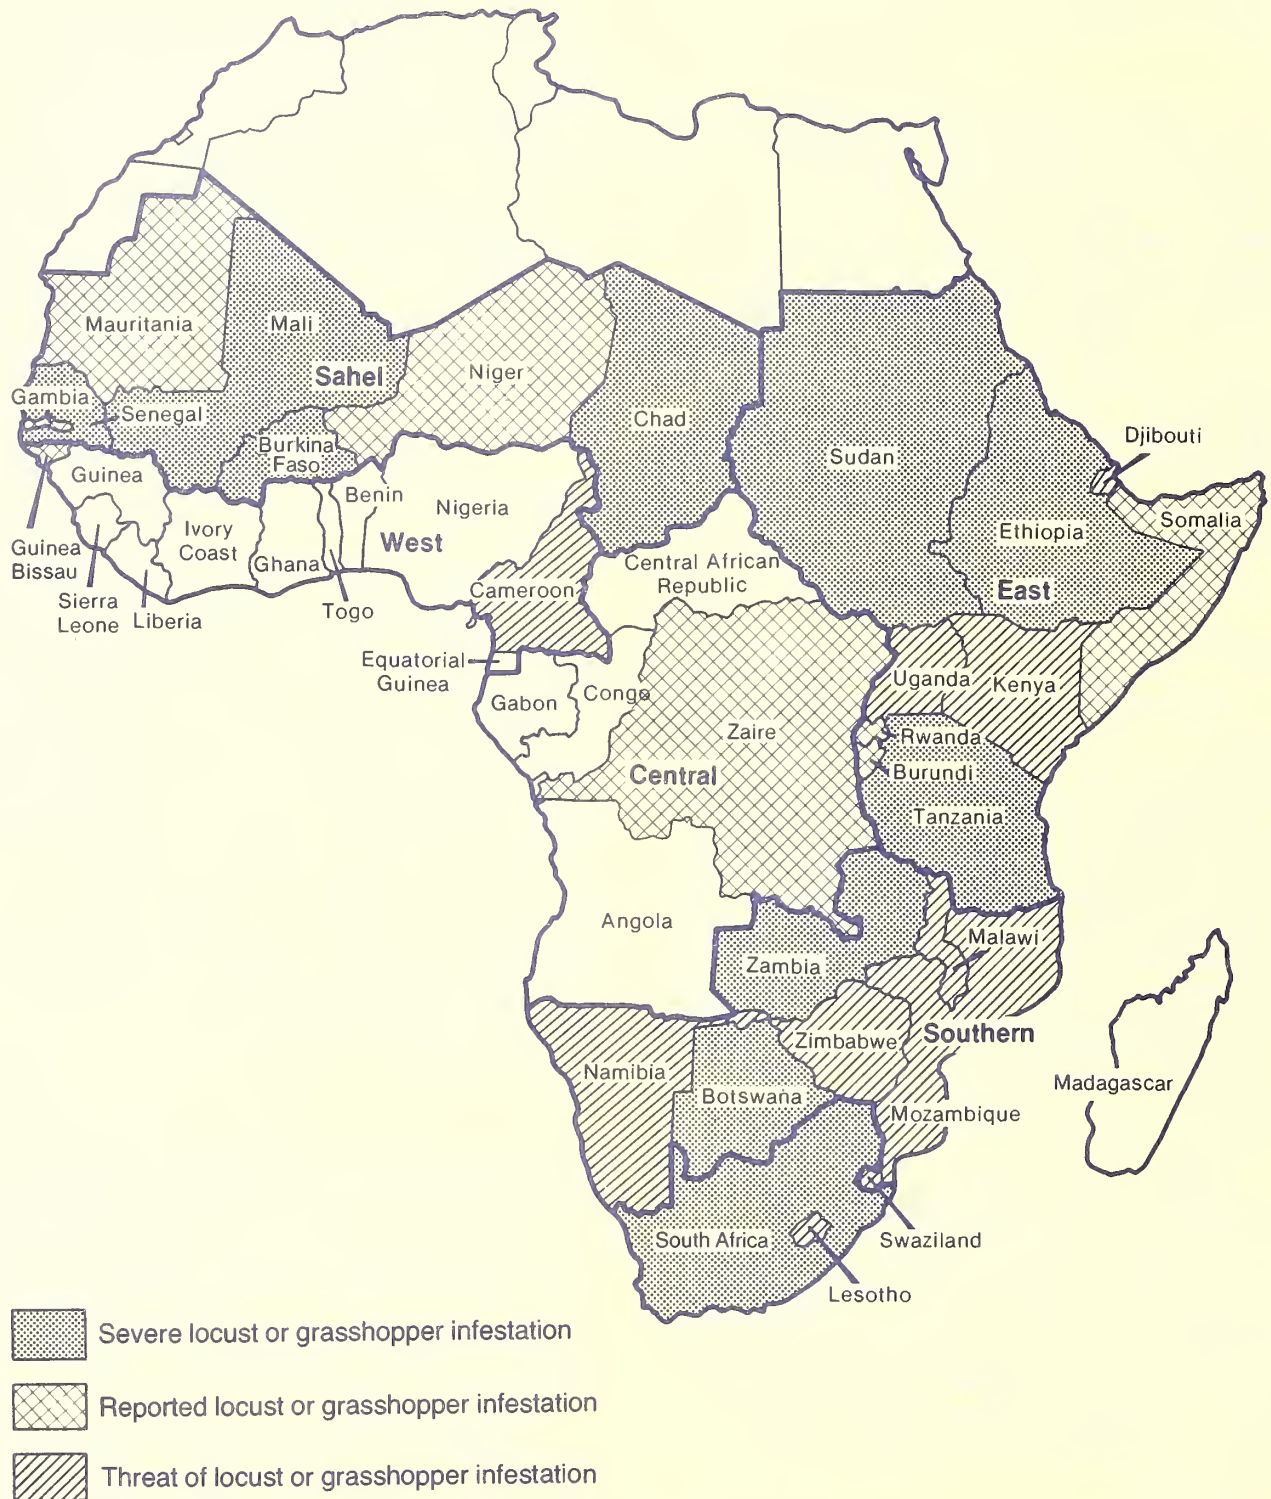 Mauritania
Mali
Sahel
Niger
Chad
Sudan
Djibouti
Gambia
Senegal
Burkina
Faso
Somalia
Ethiopia
East
Guinea
Benin
Nigeria
West
Ivory
Coast
Ghana
Guinea
Bissau
Sierra
Leone
Liberia
Togo
Cameroon
Central African
Republic
Equatorial
Guinea
Gabon
Congo
Uganda
Kenya
Zaire
Central
Rwanda
Burundi
Tanzania
Angola
Zambia
Malawi
Southern
Zimbabwe
Namibia
Botswana
Mozambique
Madagascar
South Africa
Swaziland
Lesotho
Severe locust or grasshopper infestation
Reported locust or grasshopper infestation
Threat of locust or grasshopper infestation